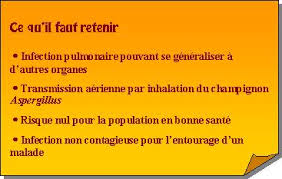 Ce qu'il faut retenir
• Infection pulmonaire pouvant se généraliser à
d'autres organes
• Transmission aérienne par inhalation du champignon
Aspergillus
• Risque nul pour la population en bonne santé
• Infection non contagieuse pour l'entourage d'un
malade